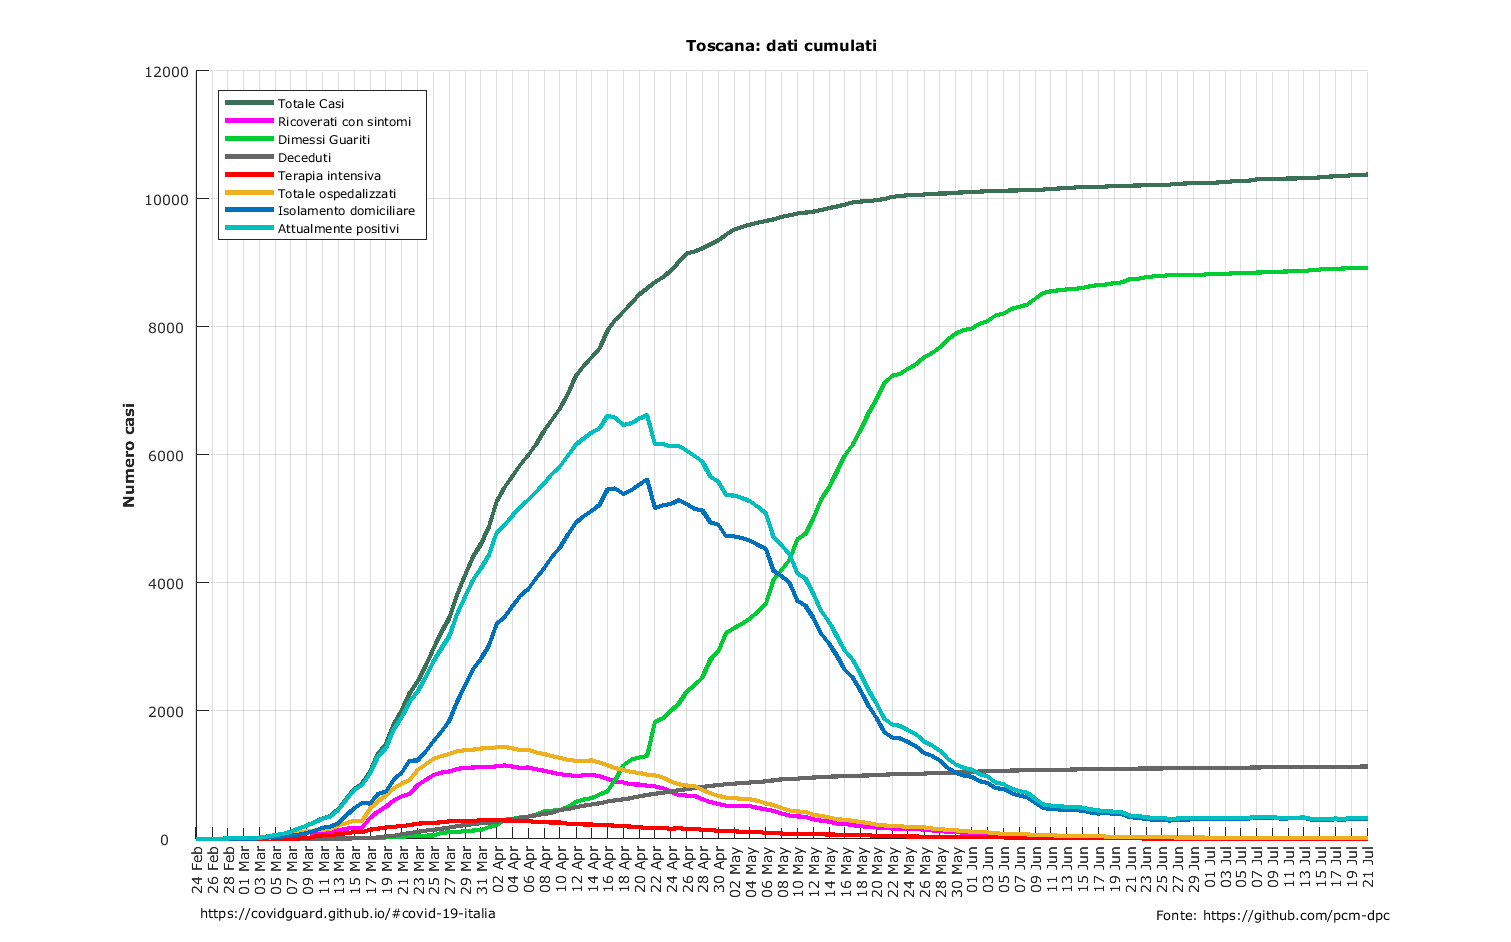 Toscana: dati cumulati
12000
10000
8000
6000
4000
2000
0
Numero casi
Totale Casi
Ricoverati con sintomi
Dimessi Guariti
Deceduti
Terapia intensiva
Totale ospedalizzati
Isolamento domiciliare
Attualmente positivi
24 Feb
26 Feb
28 Feb
01 Mar
03 Mar
05 Mar
07 Mar
09 Mar
11 Mar
13 Mar
15 Mar
17 Mar
19 Mar
21 Mar
23 Mar
25 Mar
27 Mar
29 Mar
31 Mar
02 Apr
04 Apr
06 Apr
08 Apr
10 Apr
12 Apr
14 Apr
16 Apr
18 Apr
20 Apr
22 Apr
24 Apr
26 Apr
28 Apr
30 Apr
02 May
04 May
06 May
08 May
10 May
12 May
14 May
16 May
18 May
20 May
22 May
24 May
26 May
28 May
30 May
01 Jun
03 Jun
05 Jun
07 Jun
09 Jun
11 Jun
13 Jun
15 Jun
17 Jun
19 Jun
21 Jun
23 Jun
25 Jun
27 Jun
29 Jun
01 Jul
03 Jul
05 Jul
07 Jul
09 Jul
11 Jul
13 Jul
15 Jul
17 Jul
19 Jul
21 Jul
https://covidguard.github.io/#covid-19-italia
Fonte: https://github.com/pcm-dpc